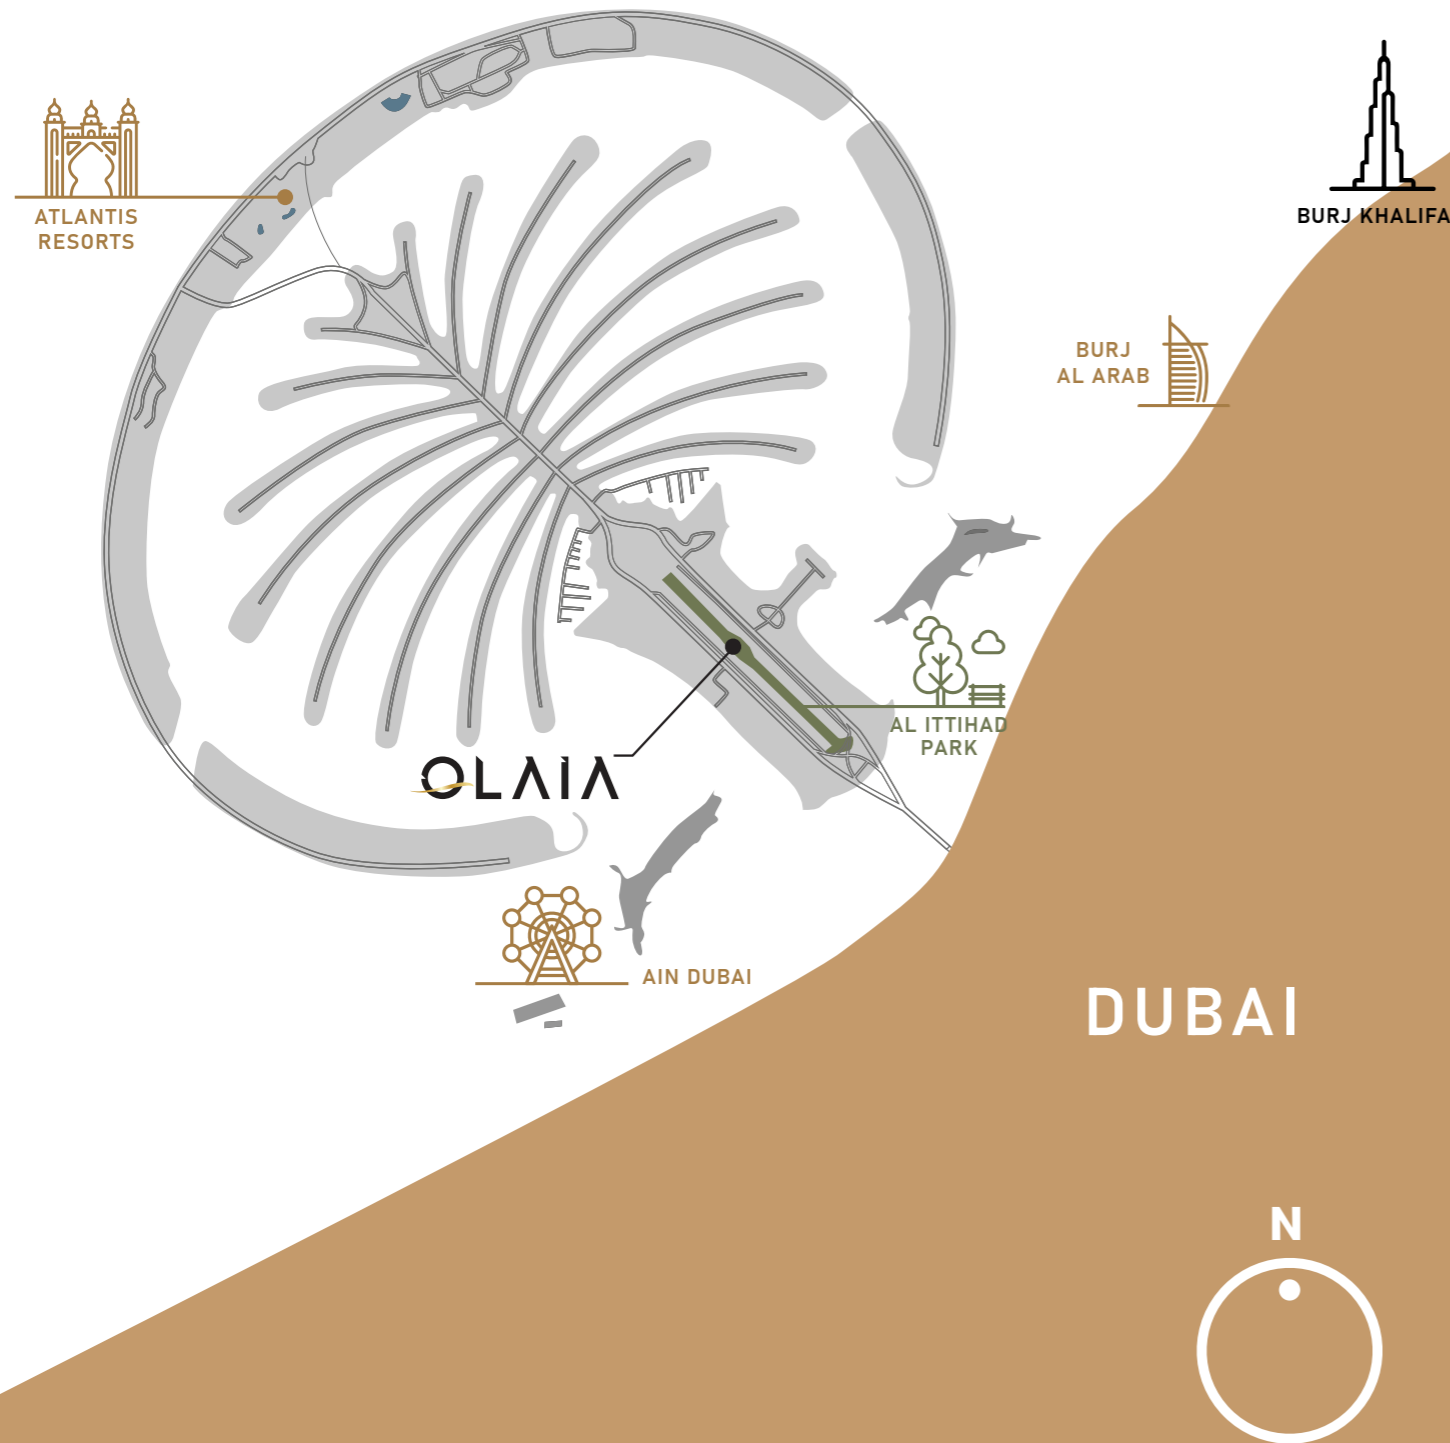 ATLANTIS
RESORTS
BURJ KHALIFA
BURJ
AL ARAB
AL ITTIHAD
PARK
OLAIA
AIN DUBAI
DUBAI
N